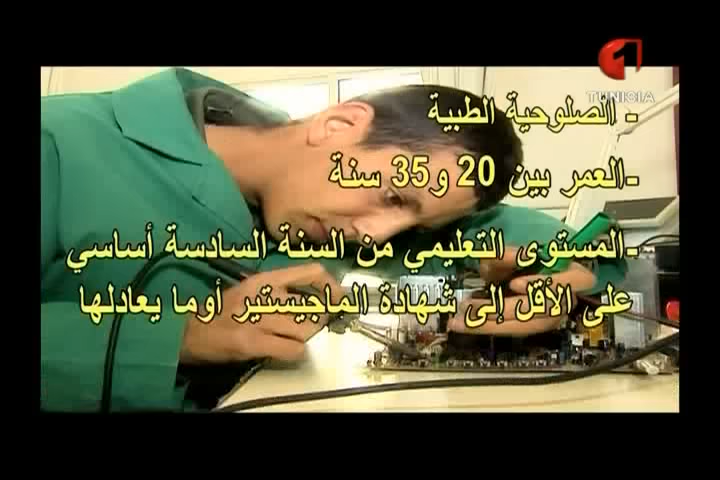 1
TUNISIA
- الصلوحية الطبية
-العمر بين 20 و35 سنة
-المستوى التعليمي من السنة السادسة أساسي
على الأقل إلى شهادة الماجيستير أوما يعادلها